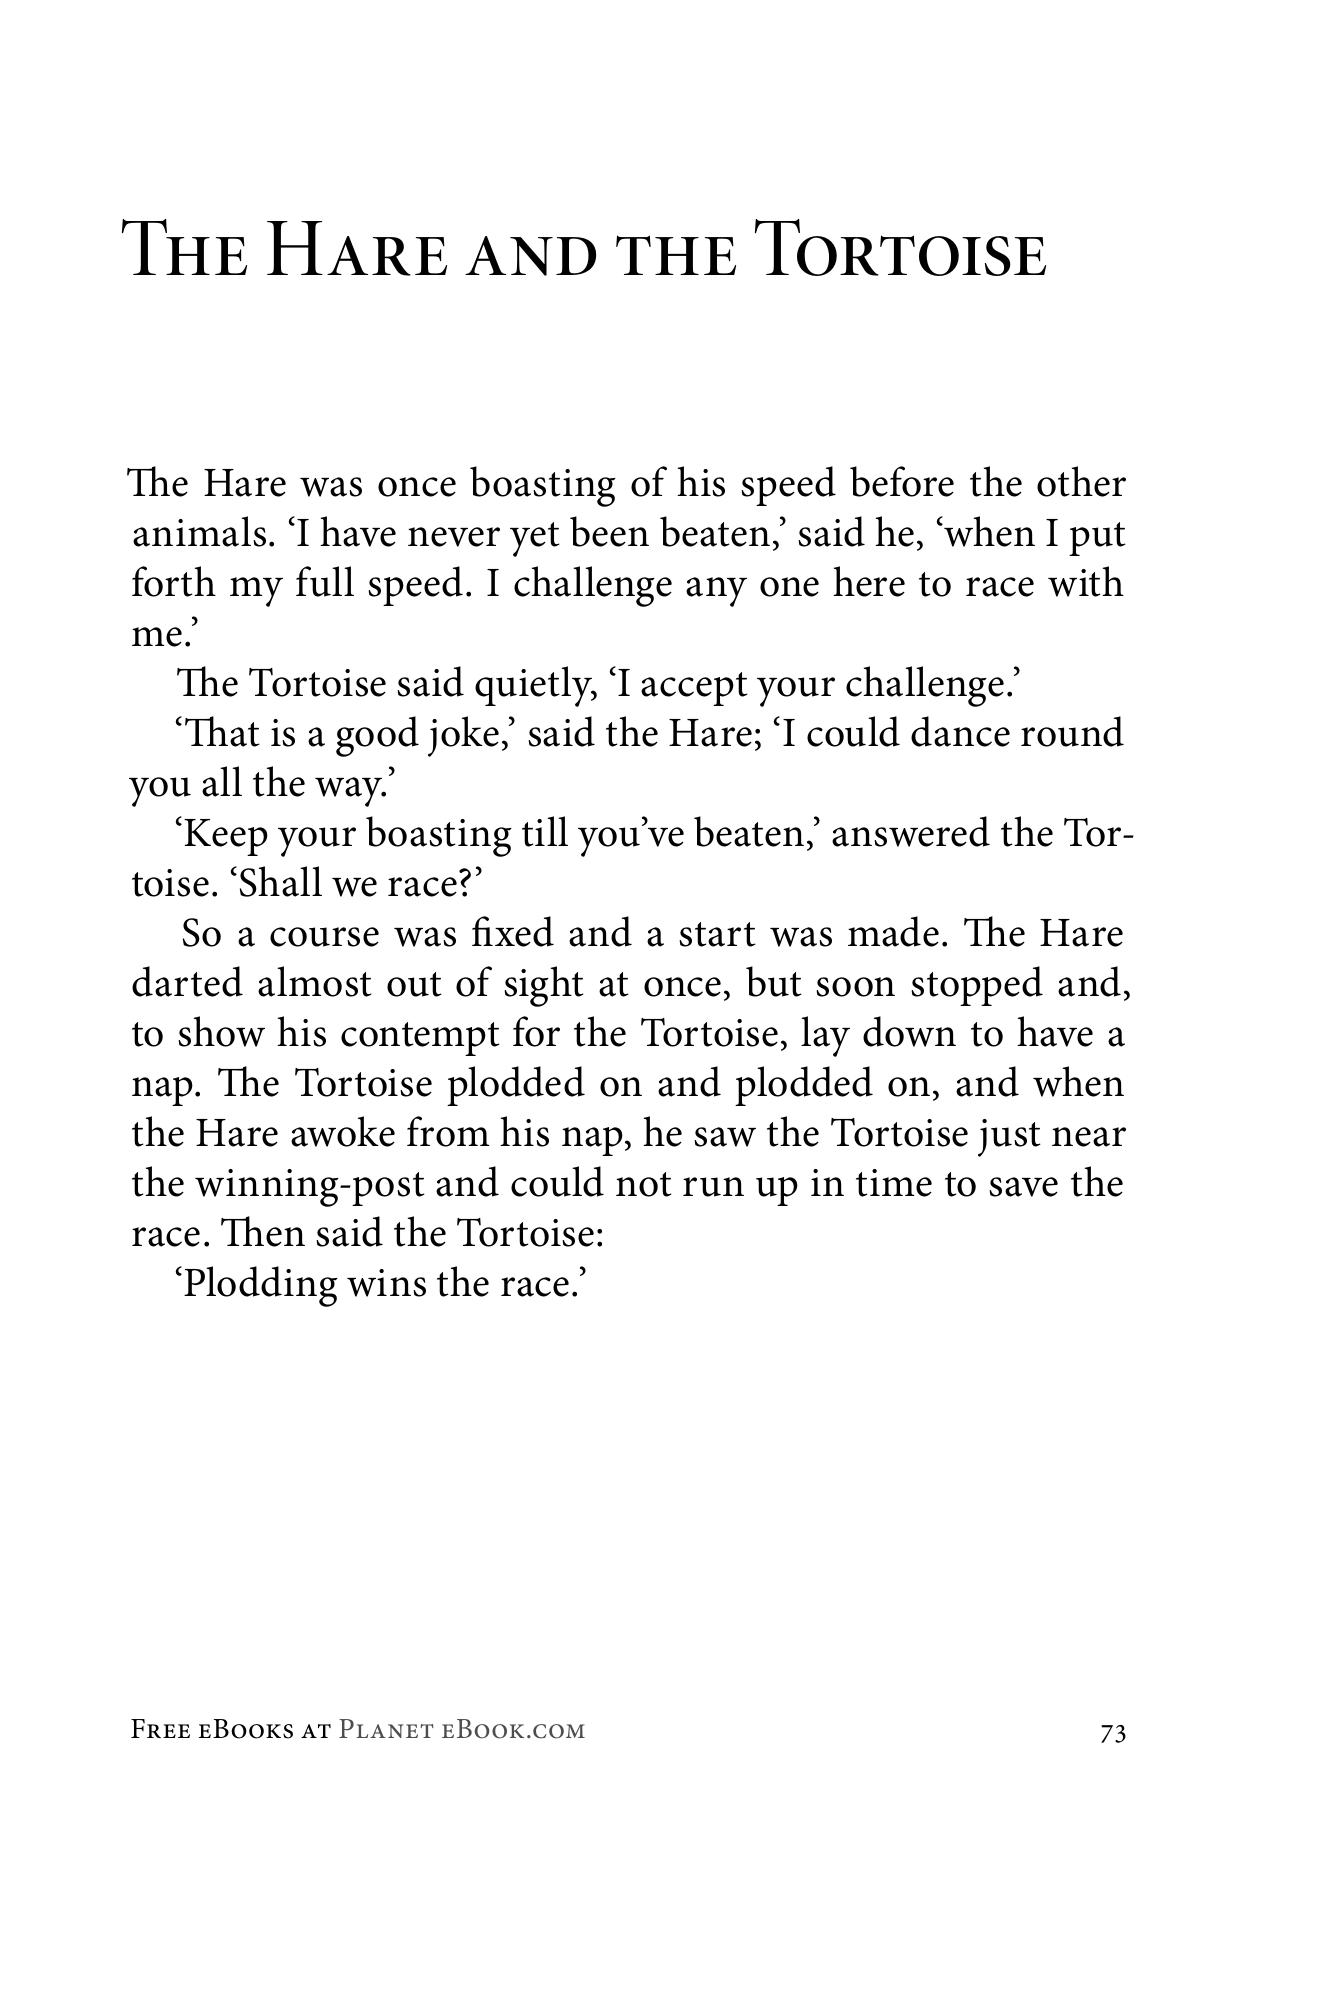 The Hare and the Tortoise
The Hare was once boasting of his speed before the other
animals. ‘I have never yet been beaten,’ said he, ‘when I put
forth my full speed. I challenge any one here to race with
me.’
The Tortoise said quietly, ‘I accept your challenge.’
‘That is a good joke,’ said the Hare; ‘I could dance round
you all the way.’
‘Keep your boasting till you’ve beaten,’ answered the Tor-
toise. ‘Shall we race?’
So a course was fixed and a start was made. The Hare
darted almost out of sight at once, but soon stopped and,
to show his contempt for the Tortoise, lay down to have a
nap. The Tortoise plodded on and plodded on, and when
the Hare awoke from his nap, he saw the Tortoise just near
the winning-post and could not run up in time to save the
race. Then said the Tortoise:
‘Plodding wins the race.’
Free eBooks at Planet eBook.com 73